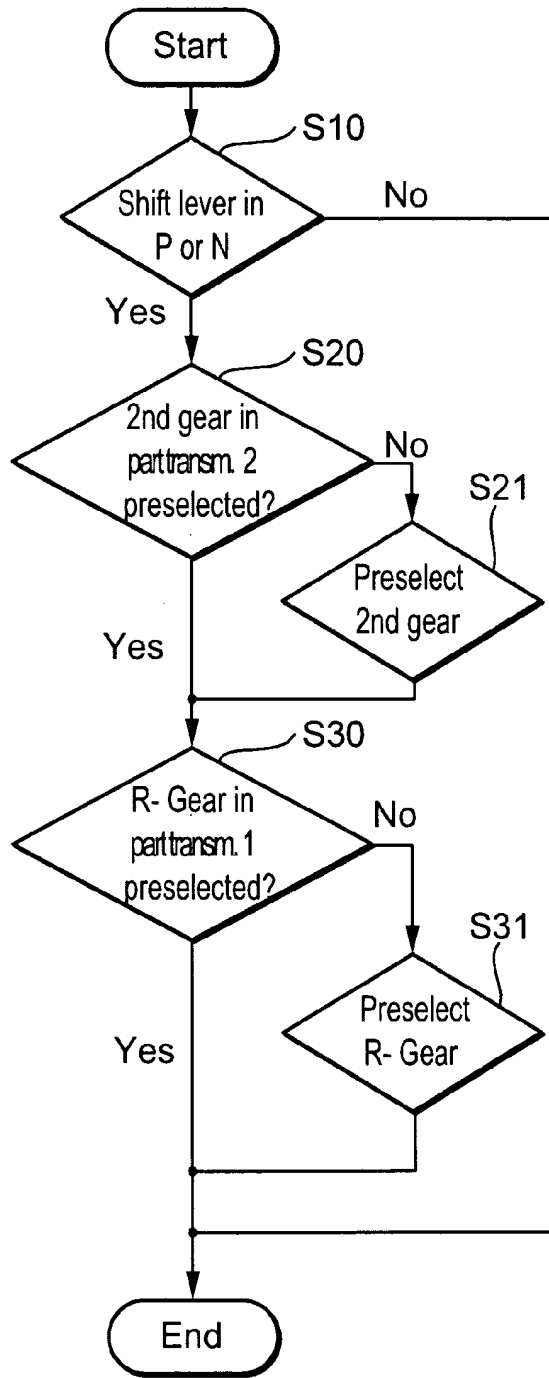 Start
S10
Shift lever in
P or N
No
Yes
S20
2nd gear in
part transm. 2
preselected?
No
S21
Preselect
2nd gear
Yes
S30
R- Gear in
part transm. 1
preselected?
No
S31
Preselect
R- Gear
Yes
End